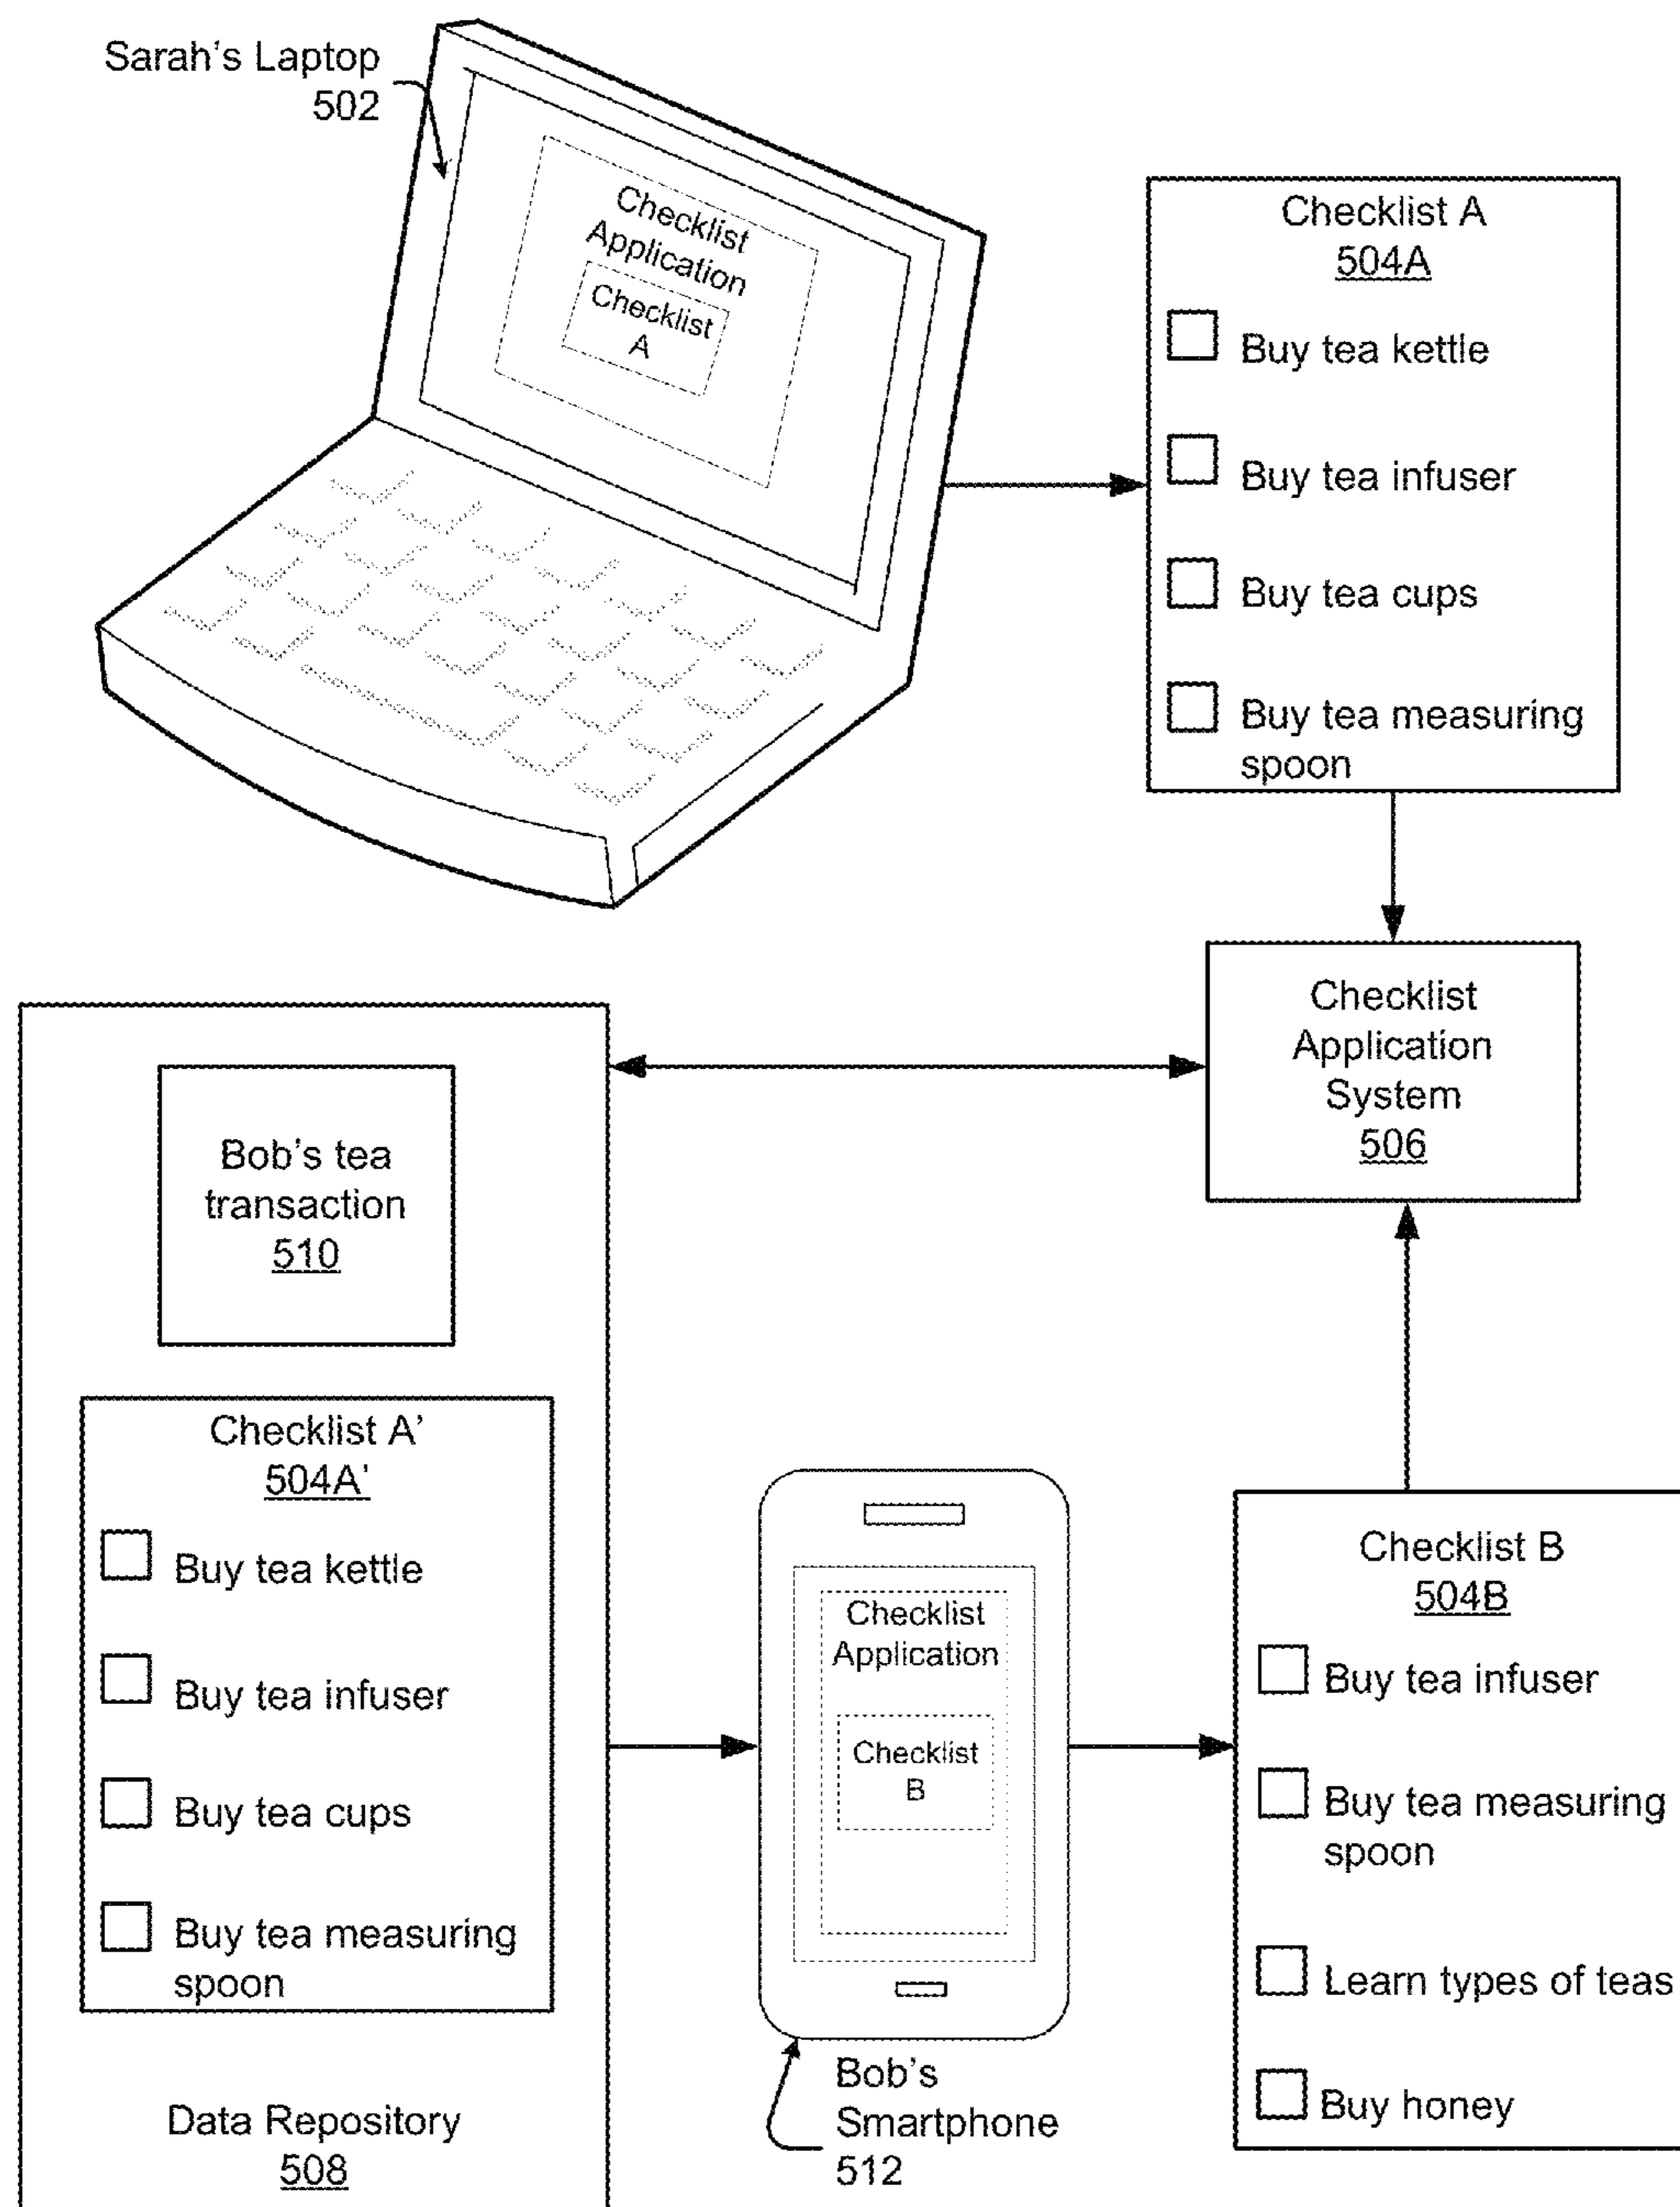 Sarah's Laptop
502
Checklist
Application
Checklist
A
Checklist A
504A
Buy tea kettle
Buy tea infuser
Buy tea cups
Buy tea measuring
spoon
Checklist
Application
System
506
Bob's tea
transaction
510
Checklist A'
504A'
Buy tea kettle
Buy tea infuser
Buy tea cups
Buy tea measuring
spoon
Data Repository
508
Checklist
Application
Checklist
B
Bob's
Smartphone
512
Checklist B
504B
Buy tea infuser
Buy tea measuring
spoon
Learn types of teas
Buy honey